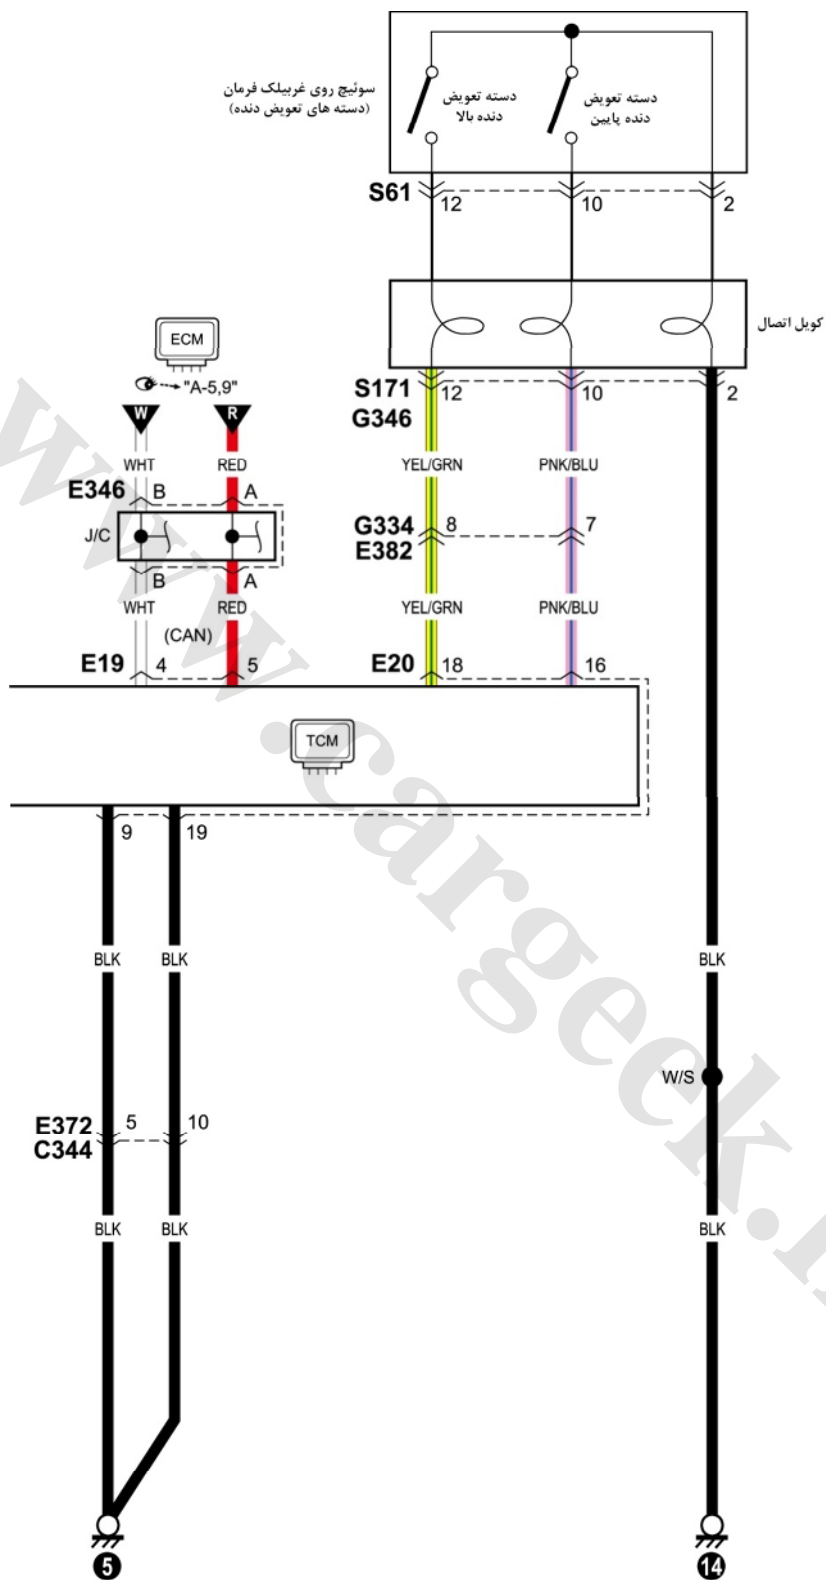 سوئیچ روی غربیلک فرمان
(دسته های تعویض دنده)
دسته تعویض
دنده بالا
دسته تعویض
دنده پایین
S61
12
10
2
کویل اتصال
ECM
"A-5,9"
W
R
S171
12
10
2
G346
WHT
RED
YEL/GRN
PNK/BLU
E346
B
A
J/C
G334
8
7
E382
B
A
WHT
RED
YEL/GRN
PNK/BLU
(CAN)
E19
4
5
E20
18
16
TCM
9
19
BLK
BLK
BLK
W/S
E372
5
10
C344
BLK
BLK
BLK
5
14